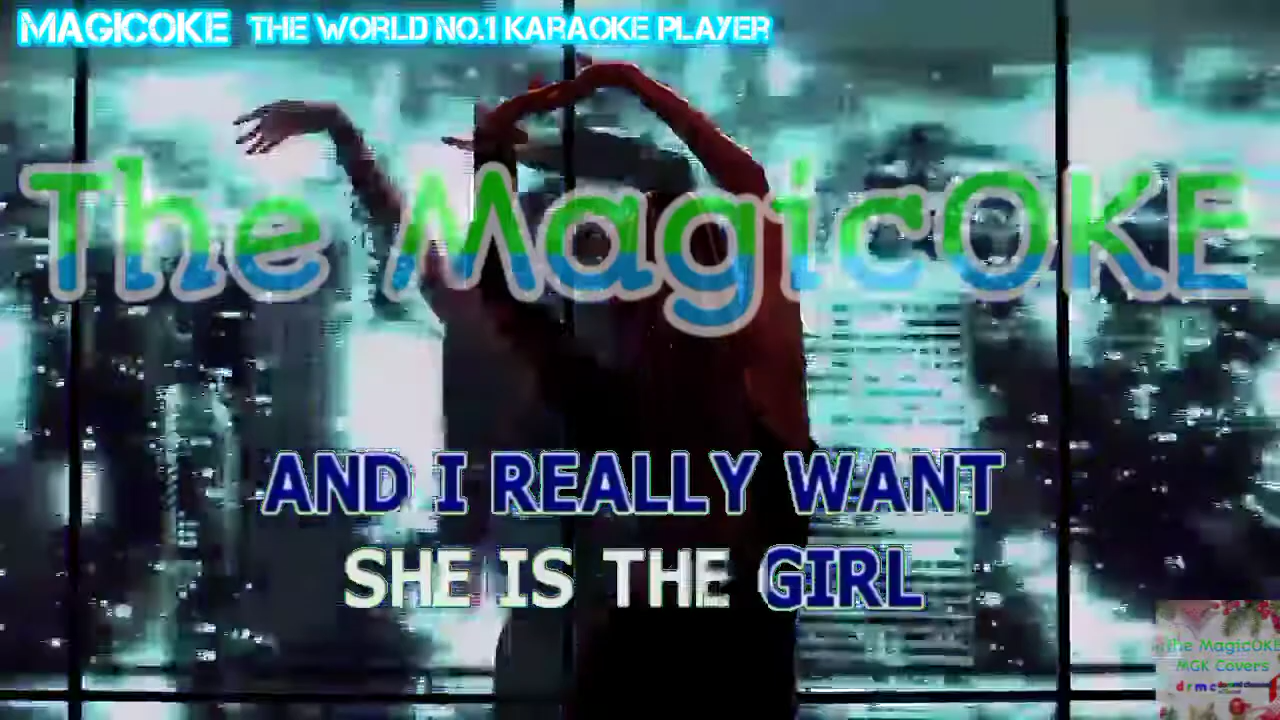 MAGICOKE THE WORLD NO.1 KARAOKE PLAYER
The MagicOKE
AND I REALLY WANT
SHE IS THE GIRL
The MagicOKE
MGK Covers
drmc